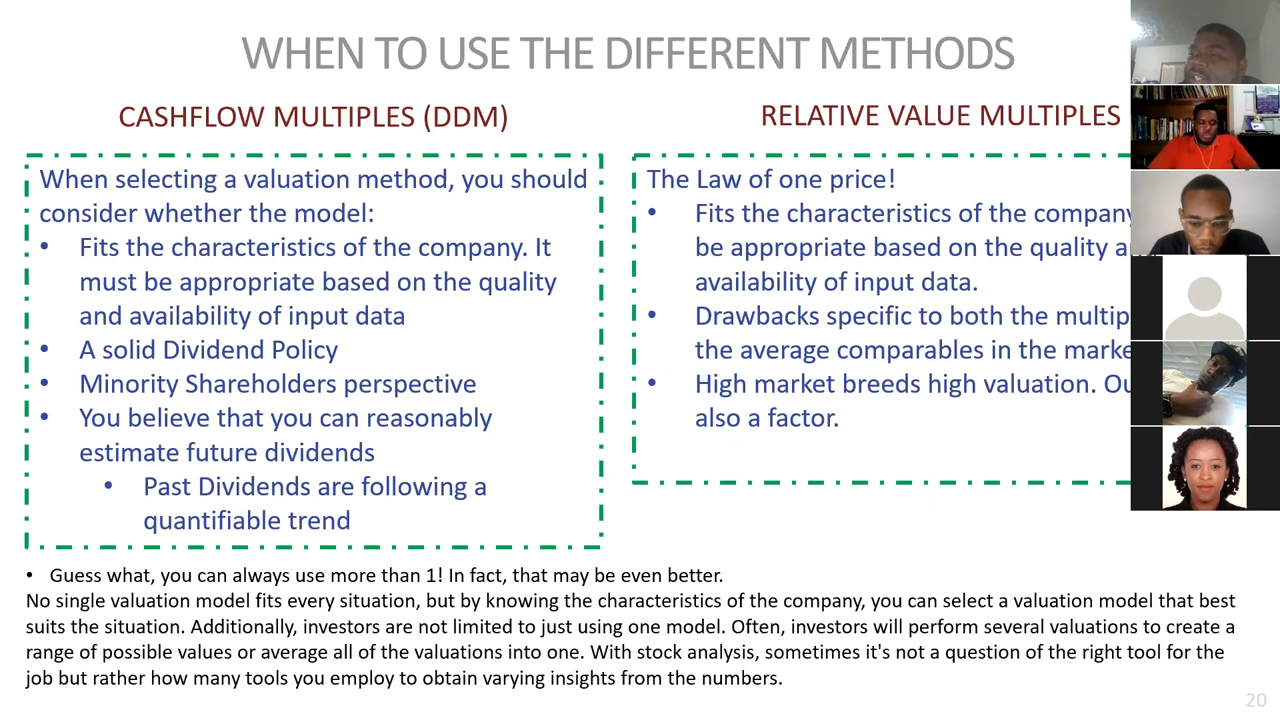 WHEN TO USE THE DIFFERENT METHODS
CASHFLOW MULTIPLES (DDM)
When selecting a valuation method, you should
consider whether the model:
• Fits the characteristics of the company. It
must be appropriate based on the quality
and availability of input data
• A solid Dividend Policy
• Minority Shareholders perspective
• You believe that you can reasonably
estimate future dividends
• Past Dividends are following a
quantifiable trend
RELATIVE VALUE MULTIPLES
The Law of one price!
• Fits the characteristics of the company
be appropriate based on the quality
availability of input data.
• Drawbacks specific to both the
the average comparables in the
• High market breeds high valuation.
also a factor.
• Guess what, you can always use more than 1! In fact, that may be even better.
No single valuation model fits every situation, but by knowing the characteristics of the company, you can select a valuation model that best
suits the situation. Additionally, investors are not limited to just using one model. Often, investors will perform several valuations to create a
range of possible values or average all of the valuations into one. With stock analysis, sometimes it's not a question of the right tool for the
job but rather how many tools you employ to obtain varying insights from the numbers.
20